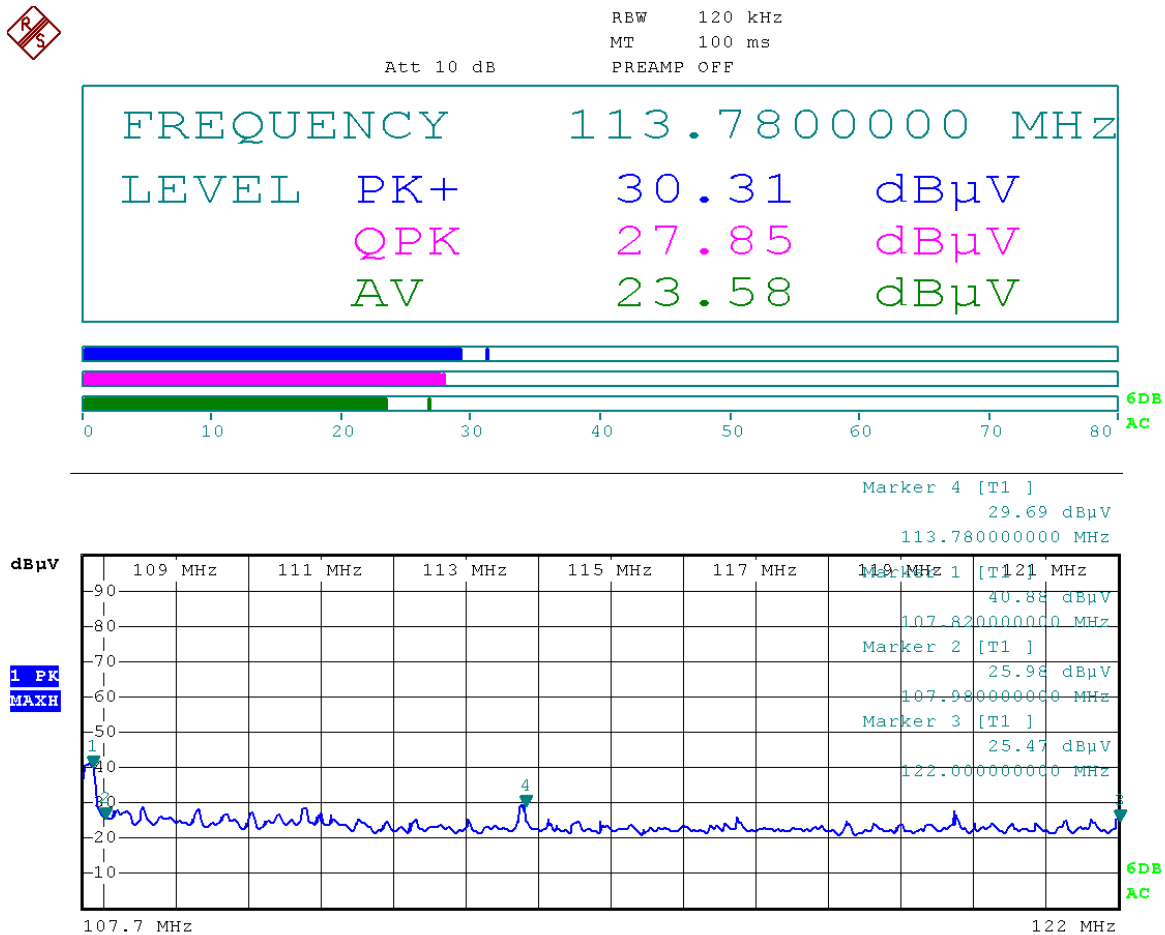 R
S
RBW 120 kHz
MT 100 ms
Att 10 dB PREAMP OFF
FREQUENCY 113.7800000 MHz
LEVEL PK+ 30.31 dBµV
QPK 27.85 dBµV
AV 23.58 dBµV
6DB
AC
0 10 20 30 40 50 60 70 80
Marker 4 [T1 ]
29.69 dBµV
113.780000000 MHz
dBµV
109 MHz 111 MHz 113 MHz 115 MHz 117 MHz 119 MHz 121 MHz
Marker 1 [T1 ]
90
40.88 dBµV
107.820000000 MHz
80
Marker 2 [T1 ]
70
25.98 dBµV
1 PK
MAXH
60
107.980000000 MHz
Marker 3 [T1 ]
50
25.47 dBµV
1
40
122.000000000 MHz
4
30
2
20
10
6DB
AC
107.7 MHz 122 MHz